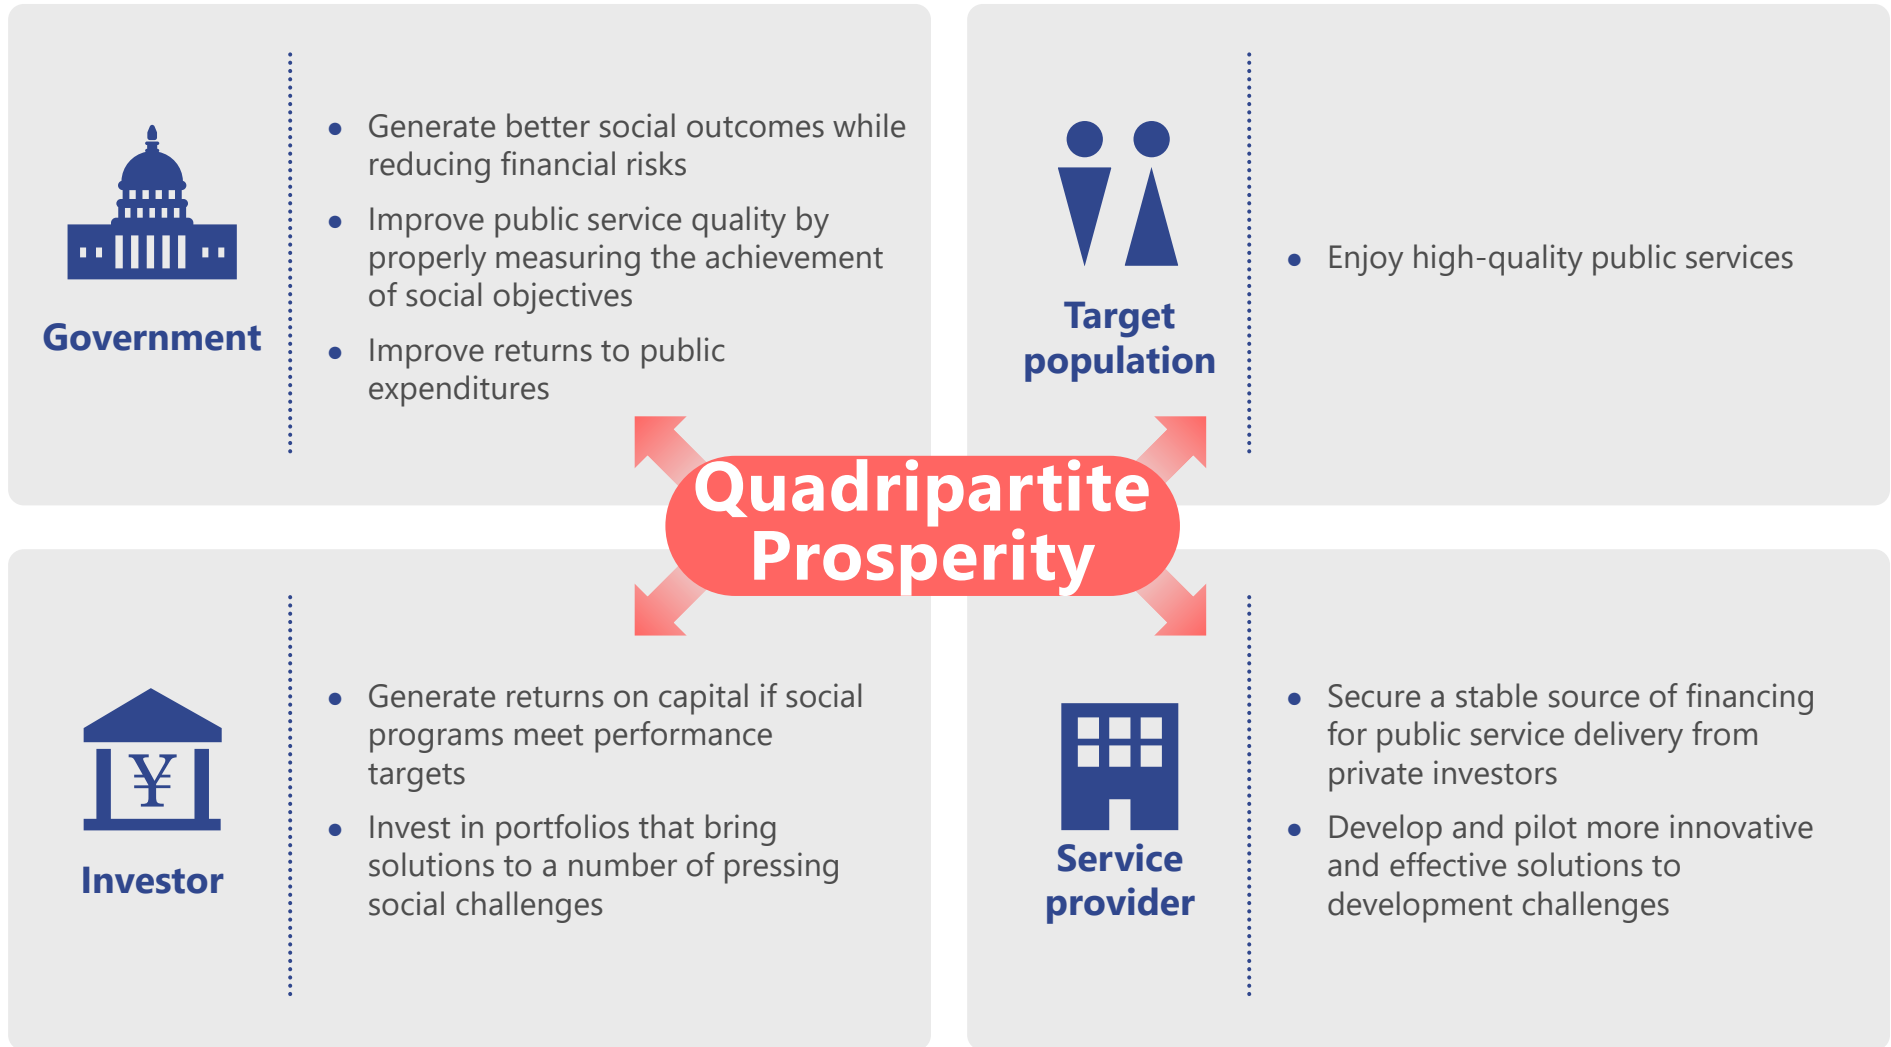 Government
● Generate better social outcomes while
reducing financial risks
● Improve public service quality by
properly measuring the achievement
of social objectives
● Improve returns to public
expenditures
Target
population
● Enjoy high-quality public services
Quadripartite
Prosperity
¥
Investor
● Generate returns on capital if social
programs meet performance
targets
● Invest in portfolios that bring
solutions to a number of pressing
social challenges
Service
provider
● Secure a stable source of financing
for public service delivery from
private investors
● Develop and pilot more innovative
and effective solutions to
development challenges